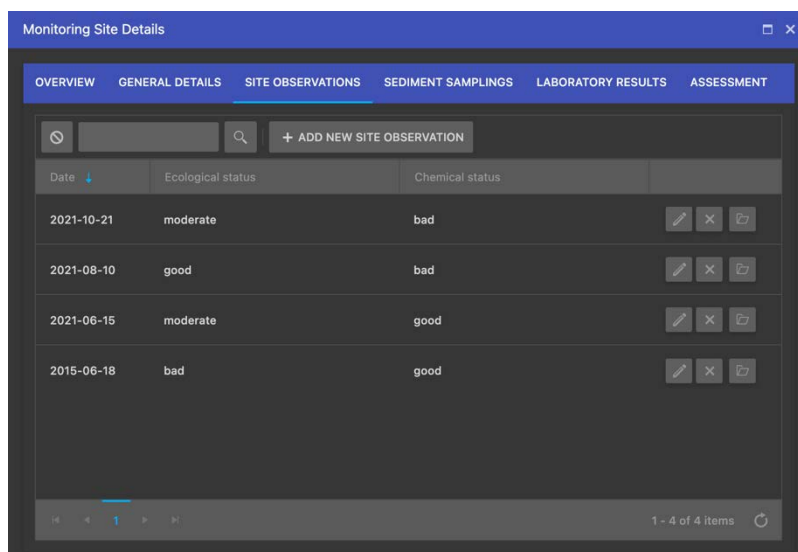 Monitoring Site Details
OVERVIEW GENERAL DETAILS SITE OBSERVATIONS SEDIMENT SAMPLINGS LABORATORY RESULTS ASSESSMENT
+ ADD NEW SITE OBSERVATION
Date ↓ Ecological status Chemical status
2021-10-21 moderate bad
2021-08-10 good bad
2021-06-15 moderate good
2015-06-18 bad good
1 1 - 4 of 4 items